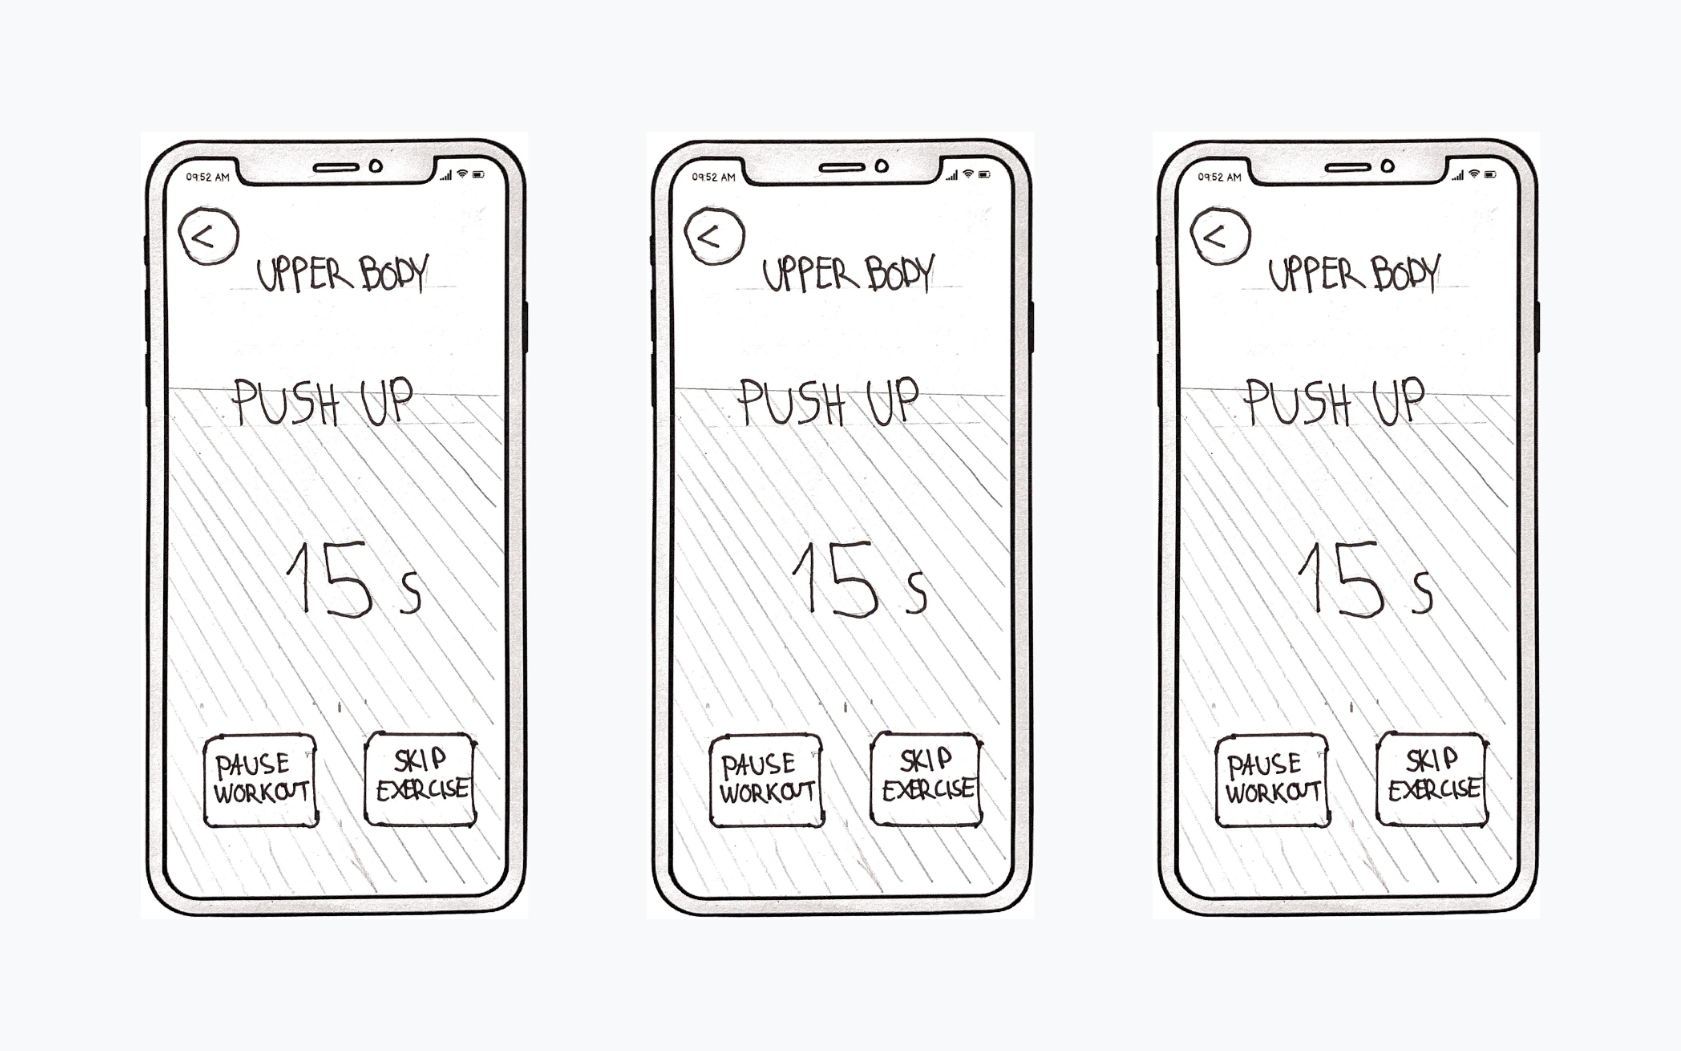 09:52 AM
<
UPPER BODY
PUSH UP
15 s
PAUSE
WORKOUT
SKIP
EXERCISE
09:52 AM
<
UPPER BODY
PUSH UP
15 s
PAUSE
WORKOUT
SKIP
EXERCISE
09:52 AM
<
UPPER BODY
PUSH UP
15 s
PAUSE
WORKOUT
SKIP
EXERCISE